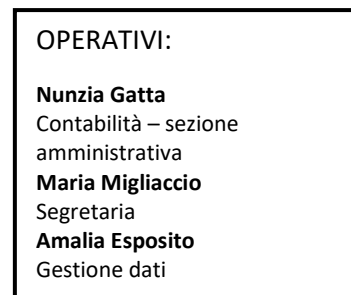 OPERATIVI:
Nunzia Gatta
Contabilità – sezione
amministrativa
Maria Migliaccio
Segretaria
Amalia Esposito
Gestione dati